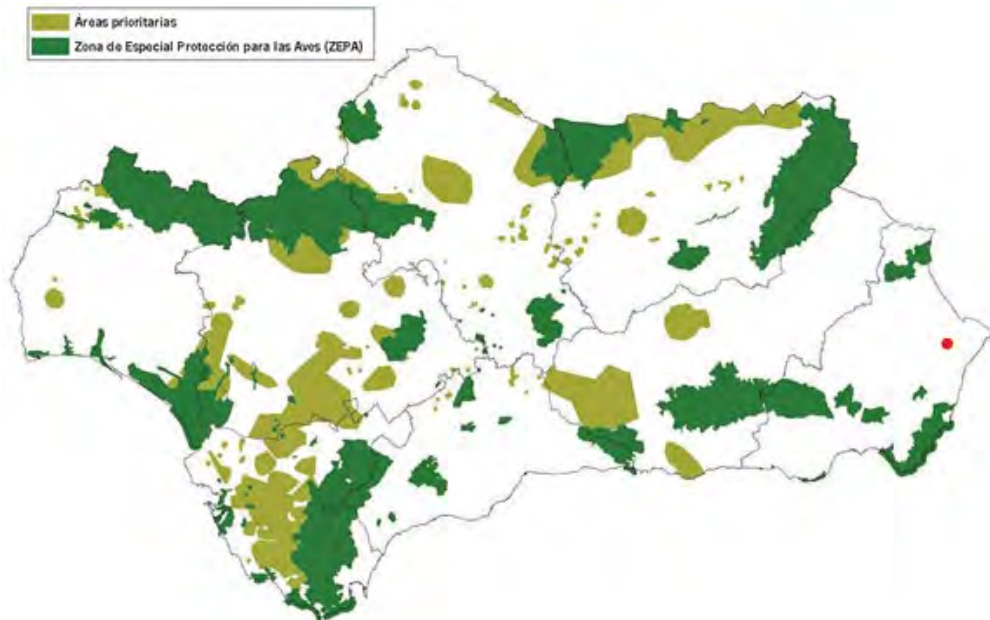 Áreas prioritarias
Zona de Especial Protección para las Aves (ZEPA)